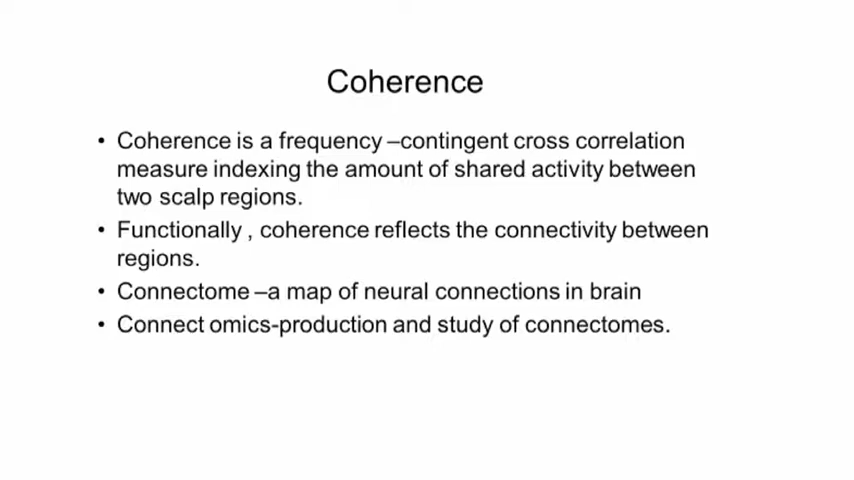 Coherence
• Coherence is a frequency –contingent cross correlation
measure indexing the amount of shared activity between
two scalp regions.
• Functionally , coherence reflects the connectivity between
regions.
• Connectome –a map of neural connections in brain
• Connect omics-production and study of connectomes.